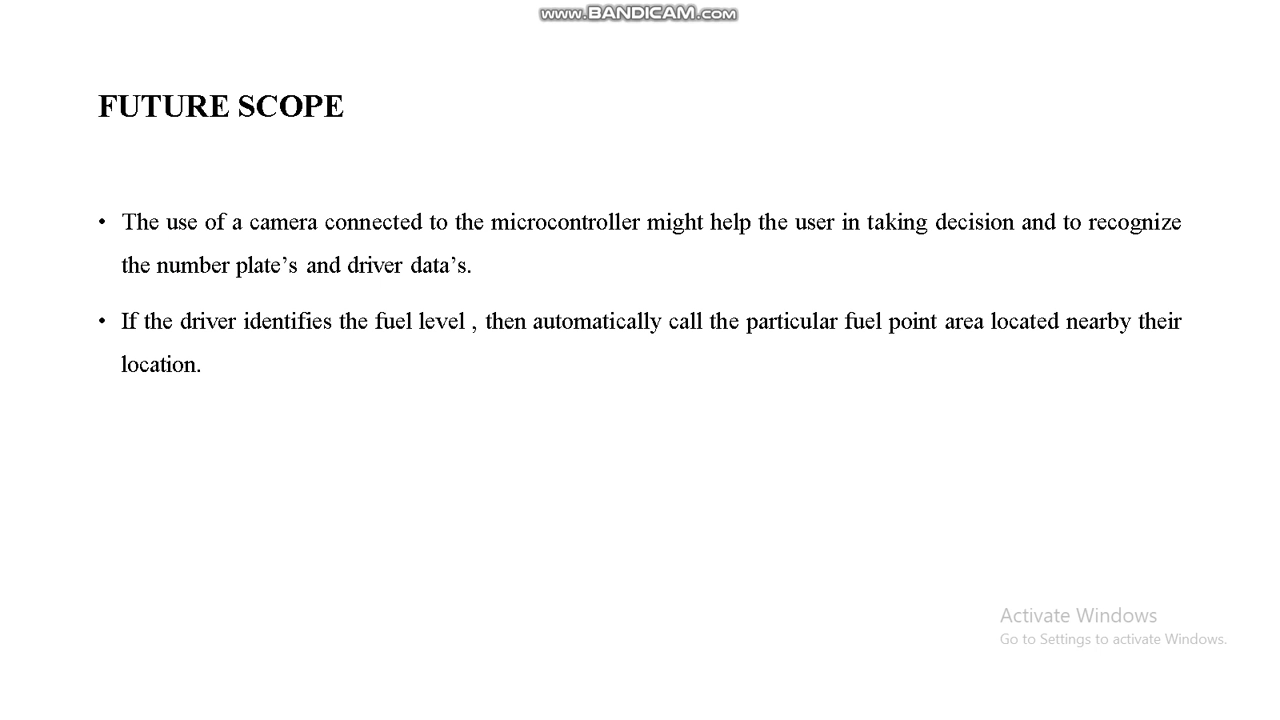 www.BANDICAM.com
FUTURE SCOPE
• The use of a camera connected to the microcontroller might help the user in taking decision and to recognize
the number plate’s and driver data’s.
• If the driver identifies the fuel level , then automatically call the particular fuel point area located nearby their
location.
Activate Windows
Go to Settings to activate Windows.